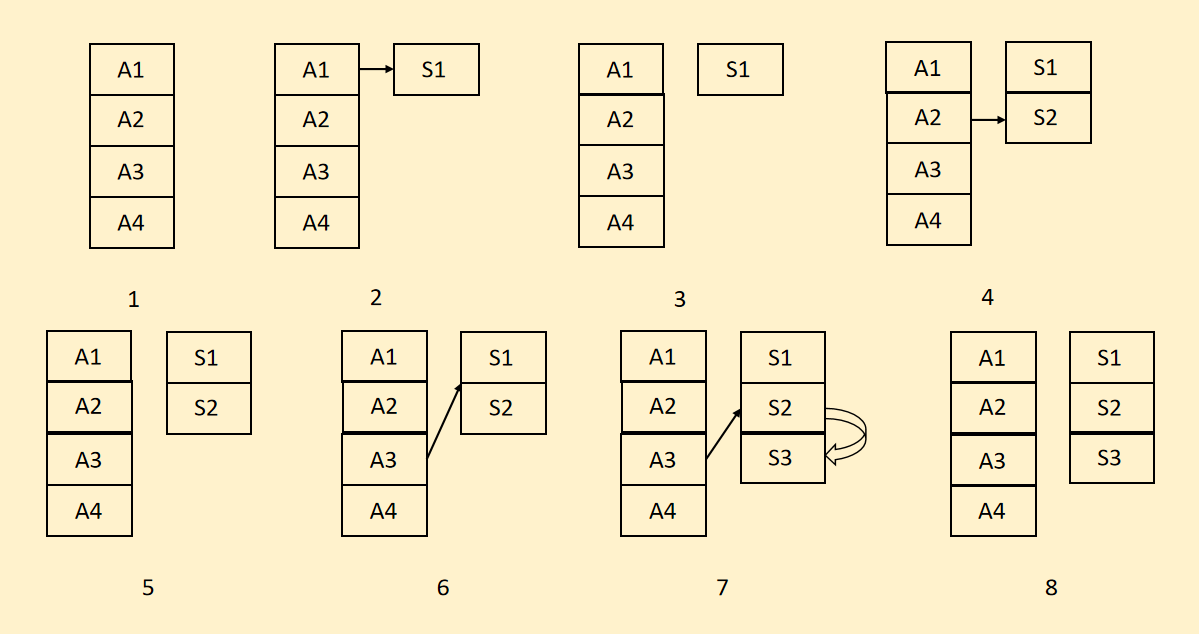 A1 A1 S1 A1 S1 A1 S1
A2 A2 A2 A2 S2
A3 A3 A3 A3
A4 A4 A4 A4
1 2 3 4
A1 S1 A1 S1 A1 S1 A1 S1
A2 S2 A2 S2 A2 S2 A2 S2
A3 A3 A3 S3 A3 S3
A4 A4 A4 A4
5 6 7 8